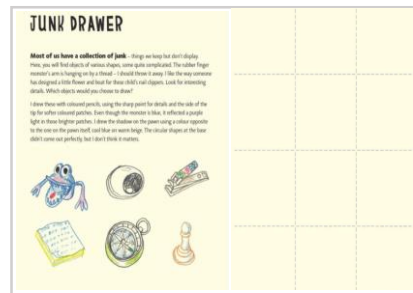 JUNK DRAWER
Most of us have a collection of junk – things we keep but don't display.
Here, you will find objects of various shapes, some quite complicated. The rubber finger
monster's arm is hanging on by a thread – I should throw it away. I like the way someone
has designed a little flower and boat for these child's nail clippers. Look for interesting
details. Which objects would you choose to draw?
I drew these with coloured pencils, using the sharp point for details and the side of the
tip for softer coloured patches. Even though the monster is blue, it reflected a purple
light in those brighter patches. I drew the shadow on the pawn using a colour opposite
to the one on the pawn itself, cool blue on warm beige. The circular shapes at the base
didn't come out perfectly, but I don't think it matters.